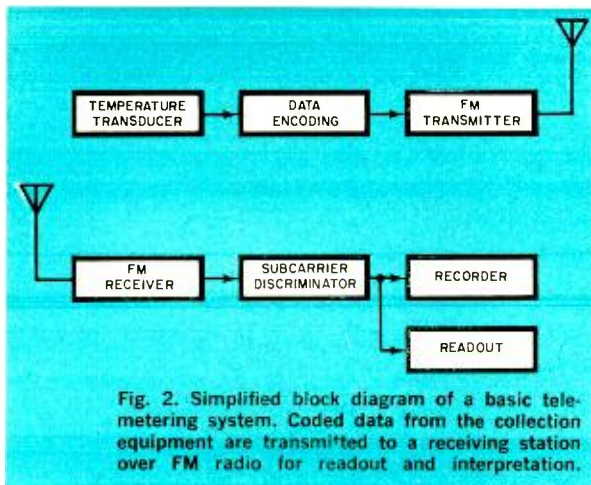 TEMPERATURE
TRANSDUCER
DATA
ENCODING
FM
TRANSMITTER
FM
RECEIVER
SUBCARRIER
DISCRIMINATOR
RECORDER
READOUT
Fig. 2. Simplified block diagram of a basic tele-
metering system. Coded data from the collection
equipment are transmitted to a receiving station
over FM radio for readout and interpretation.